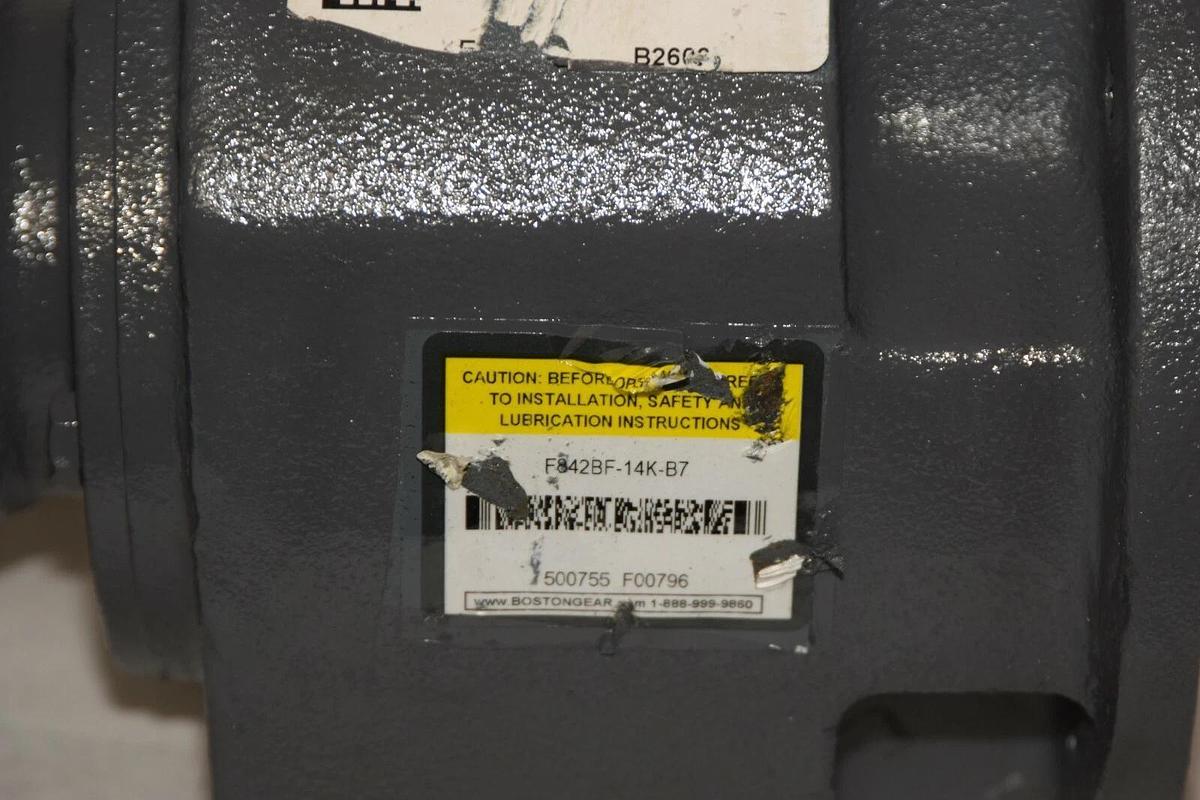 B260
CAUTION: BEFORE
TO INSTALLATION, SAFETY AN
LUBRICATION INSTRUCTIONS
F842BF-14K-B7
500755 F00796
www.BOSTONGEAR.com 1-888-999-9860